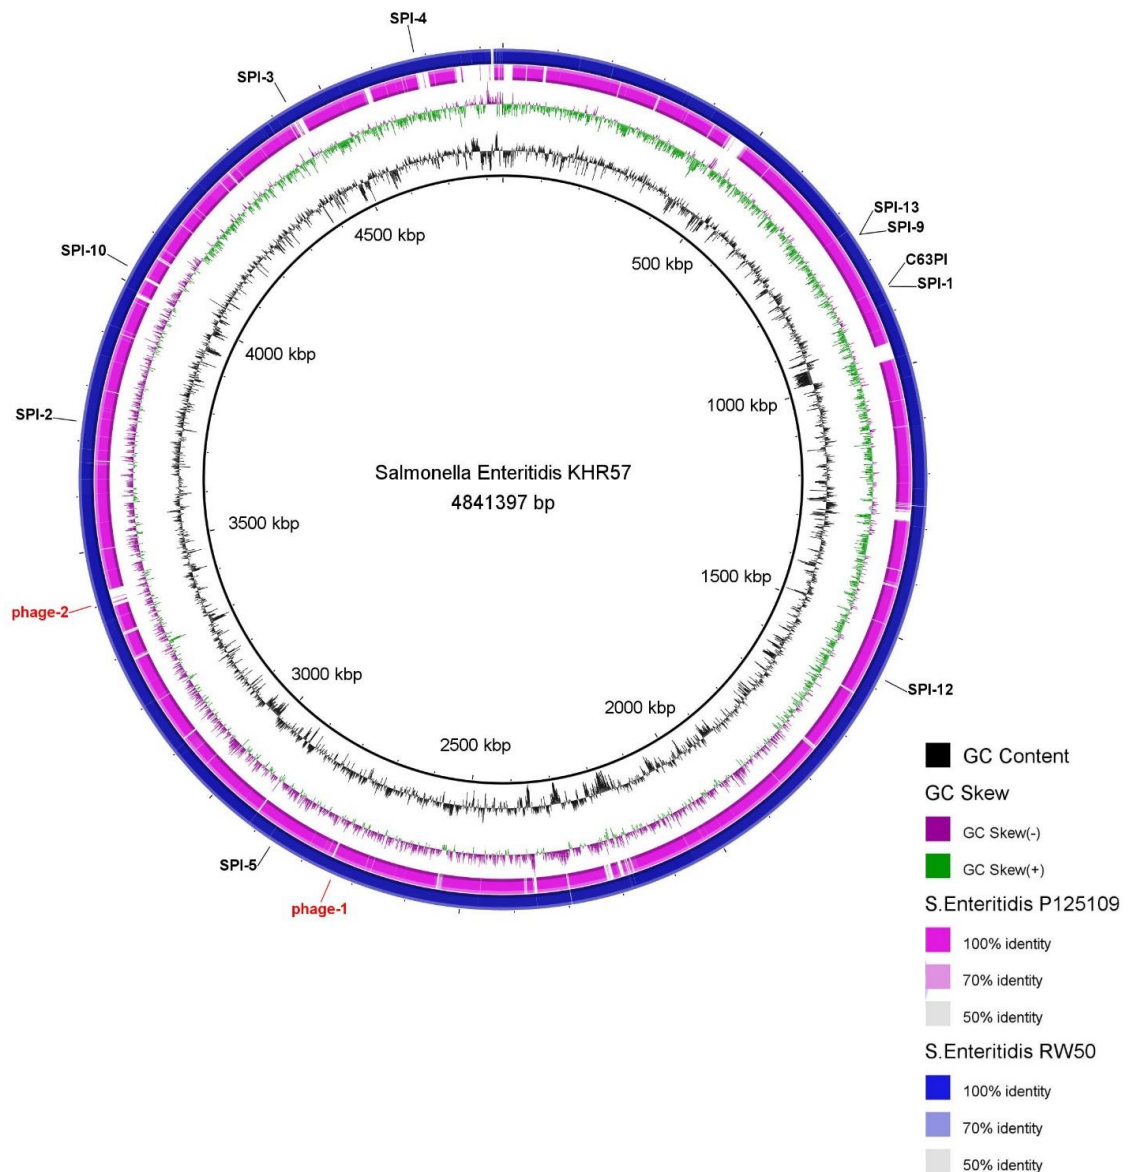 SPI-4
SPI-3
SPI-13
SPI-9
C63PI
SPI-1
SPI-10
SPI-2
phage-2
SPI-12
SPI-5
phage-1
4500 kbp
500 kbp
4000 kbp
1000 kbp
3500 kbp
1500 kbp
3000 kbp
2000 kbp
2500 kbp
Salmonella Enteritidis KHR57
4841397 bp
GC Content
GC Skew
GC Skew(-)
GC Skew(+)
S.Enteritidis P125109
100% identity
70% identity
50% identity
S.Enteritidis RW50
100% identity
70% identity
50% identity